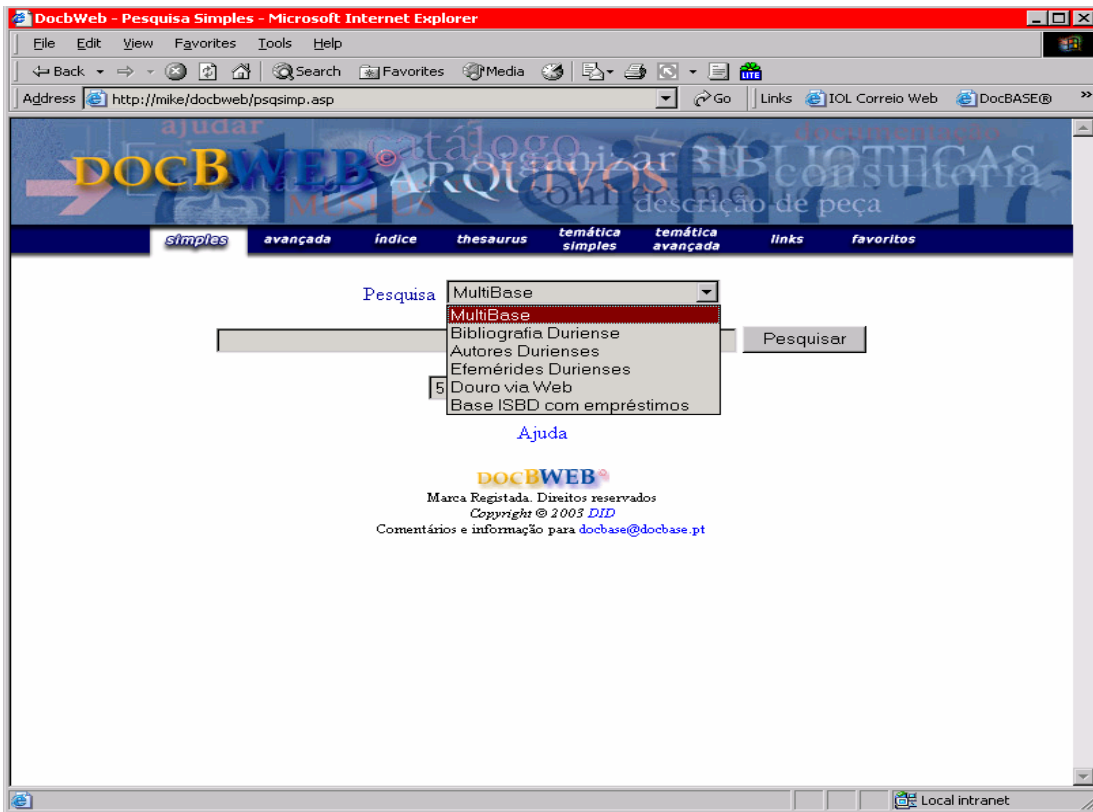 DocbWeb - Pesquisa Simples - Microsoft Internet Explorer
File Edit View Favorites Tools Help
Back Search Favorites Media LITE
Address http://mike/docbweb/psqsimp.asp Go Links IOL Correio Web DocBASE® »
ajudar catálogo organizar BIBLIOTECAS documentação
DOCBWEB © ARQUIVOS conhecimento consultoria
MUSEUS descrição de peça
simples avançada índice thesaurus temática simples temática avançada links favoritos
Pesquisa MultiBase
MultiBase
Bibliografia Duriense Pesquisar
Autores Durienses
Efemérides Durienses
5 Douro via Web
Base ISBD com empréstimos
Ajuda
DOCBWEB
Marca Registada. Direitos reservados
Copyright © 2003 DID
Comentários e informação para docbase@docbase.pt
Local intranet